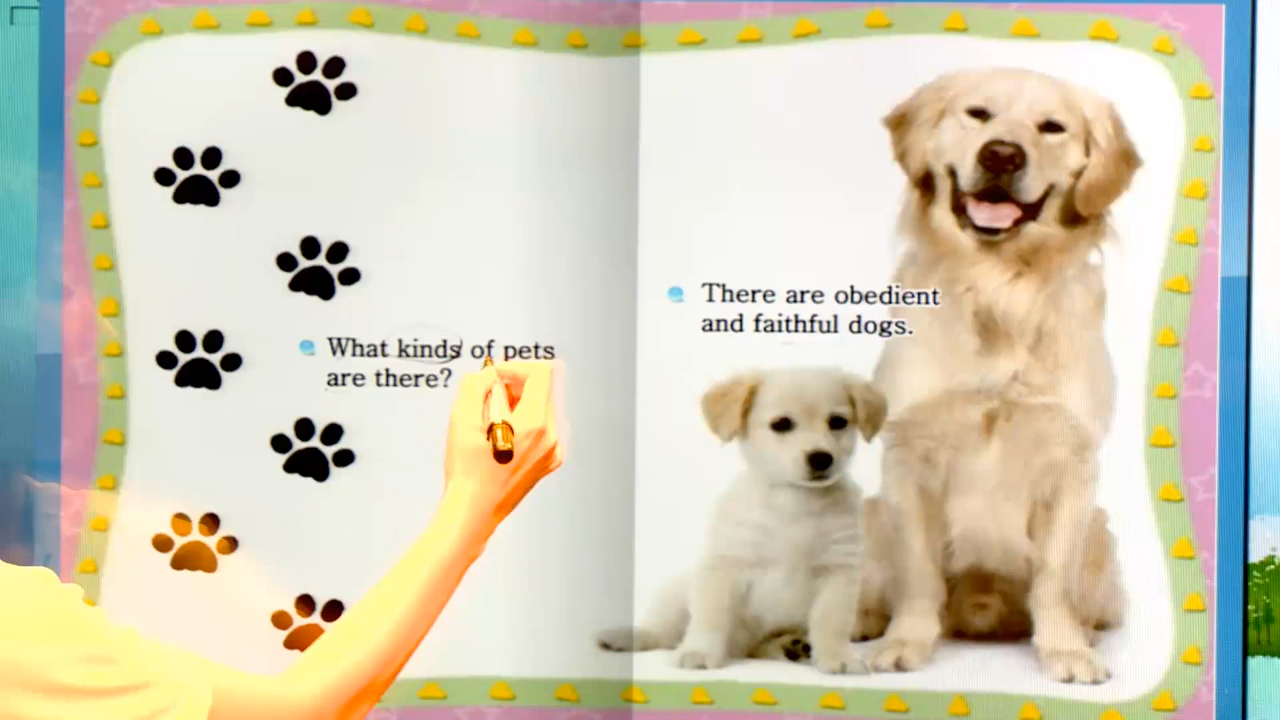 What kinds of pets
are there?
There are obedient
and faithful dogs.